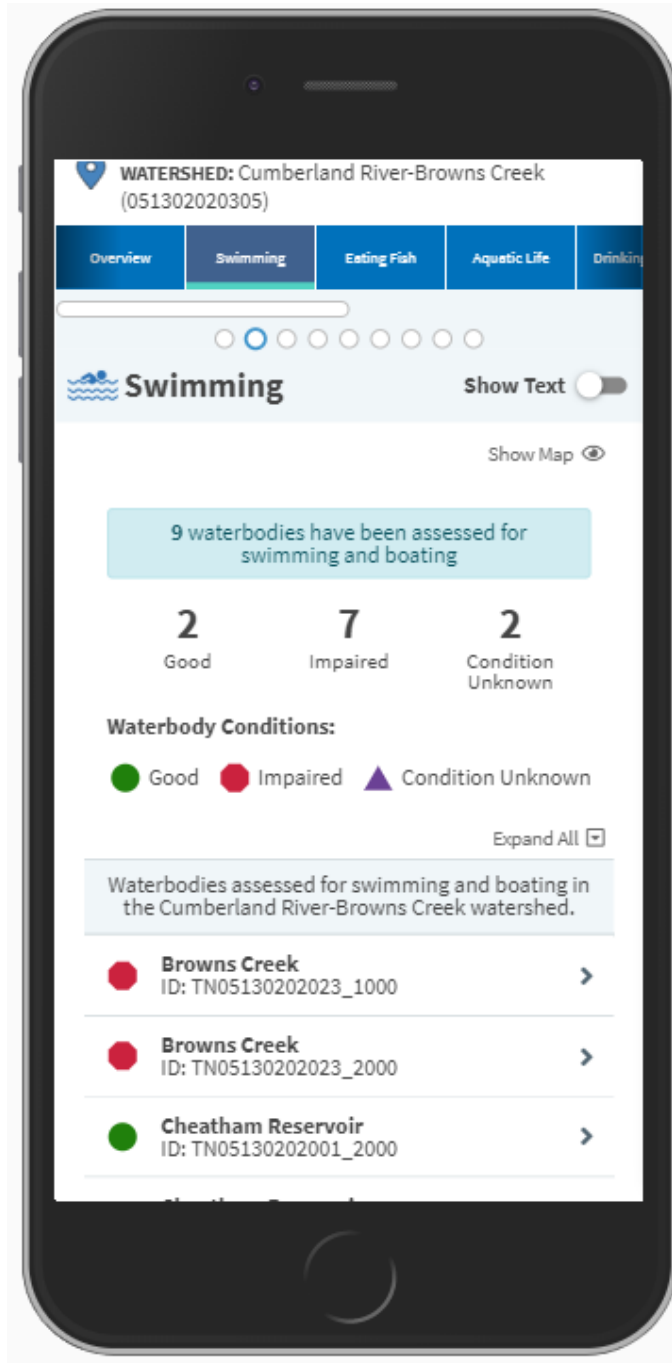 WATERSHED: Cumberland River-Browns Creek
(051302020305)
Overview
Swimming
Eating Fish
Aquatic Life
Drinking
Swimming
Show Text
Show Map
9 waterbodies have been assessed for
swimming and boating
2
7
2
Good
Impaired
Condition
Unknown
Waterbody Conditions:
Good
Impaired
Condition Unknown
Expand All
Waterbodies assessed for swimming and boating in
the Cumberland River-Browns Creek watershed.
Browns Creek
ID: TN05130202023_1000
Browns Creek
ID: TN05130202023_2000
Cheatham Reservoir
ID: TN05130202001_2000